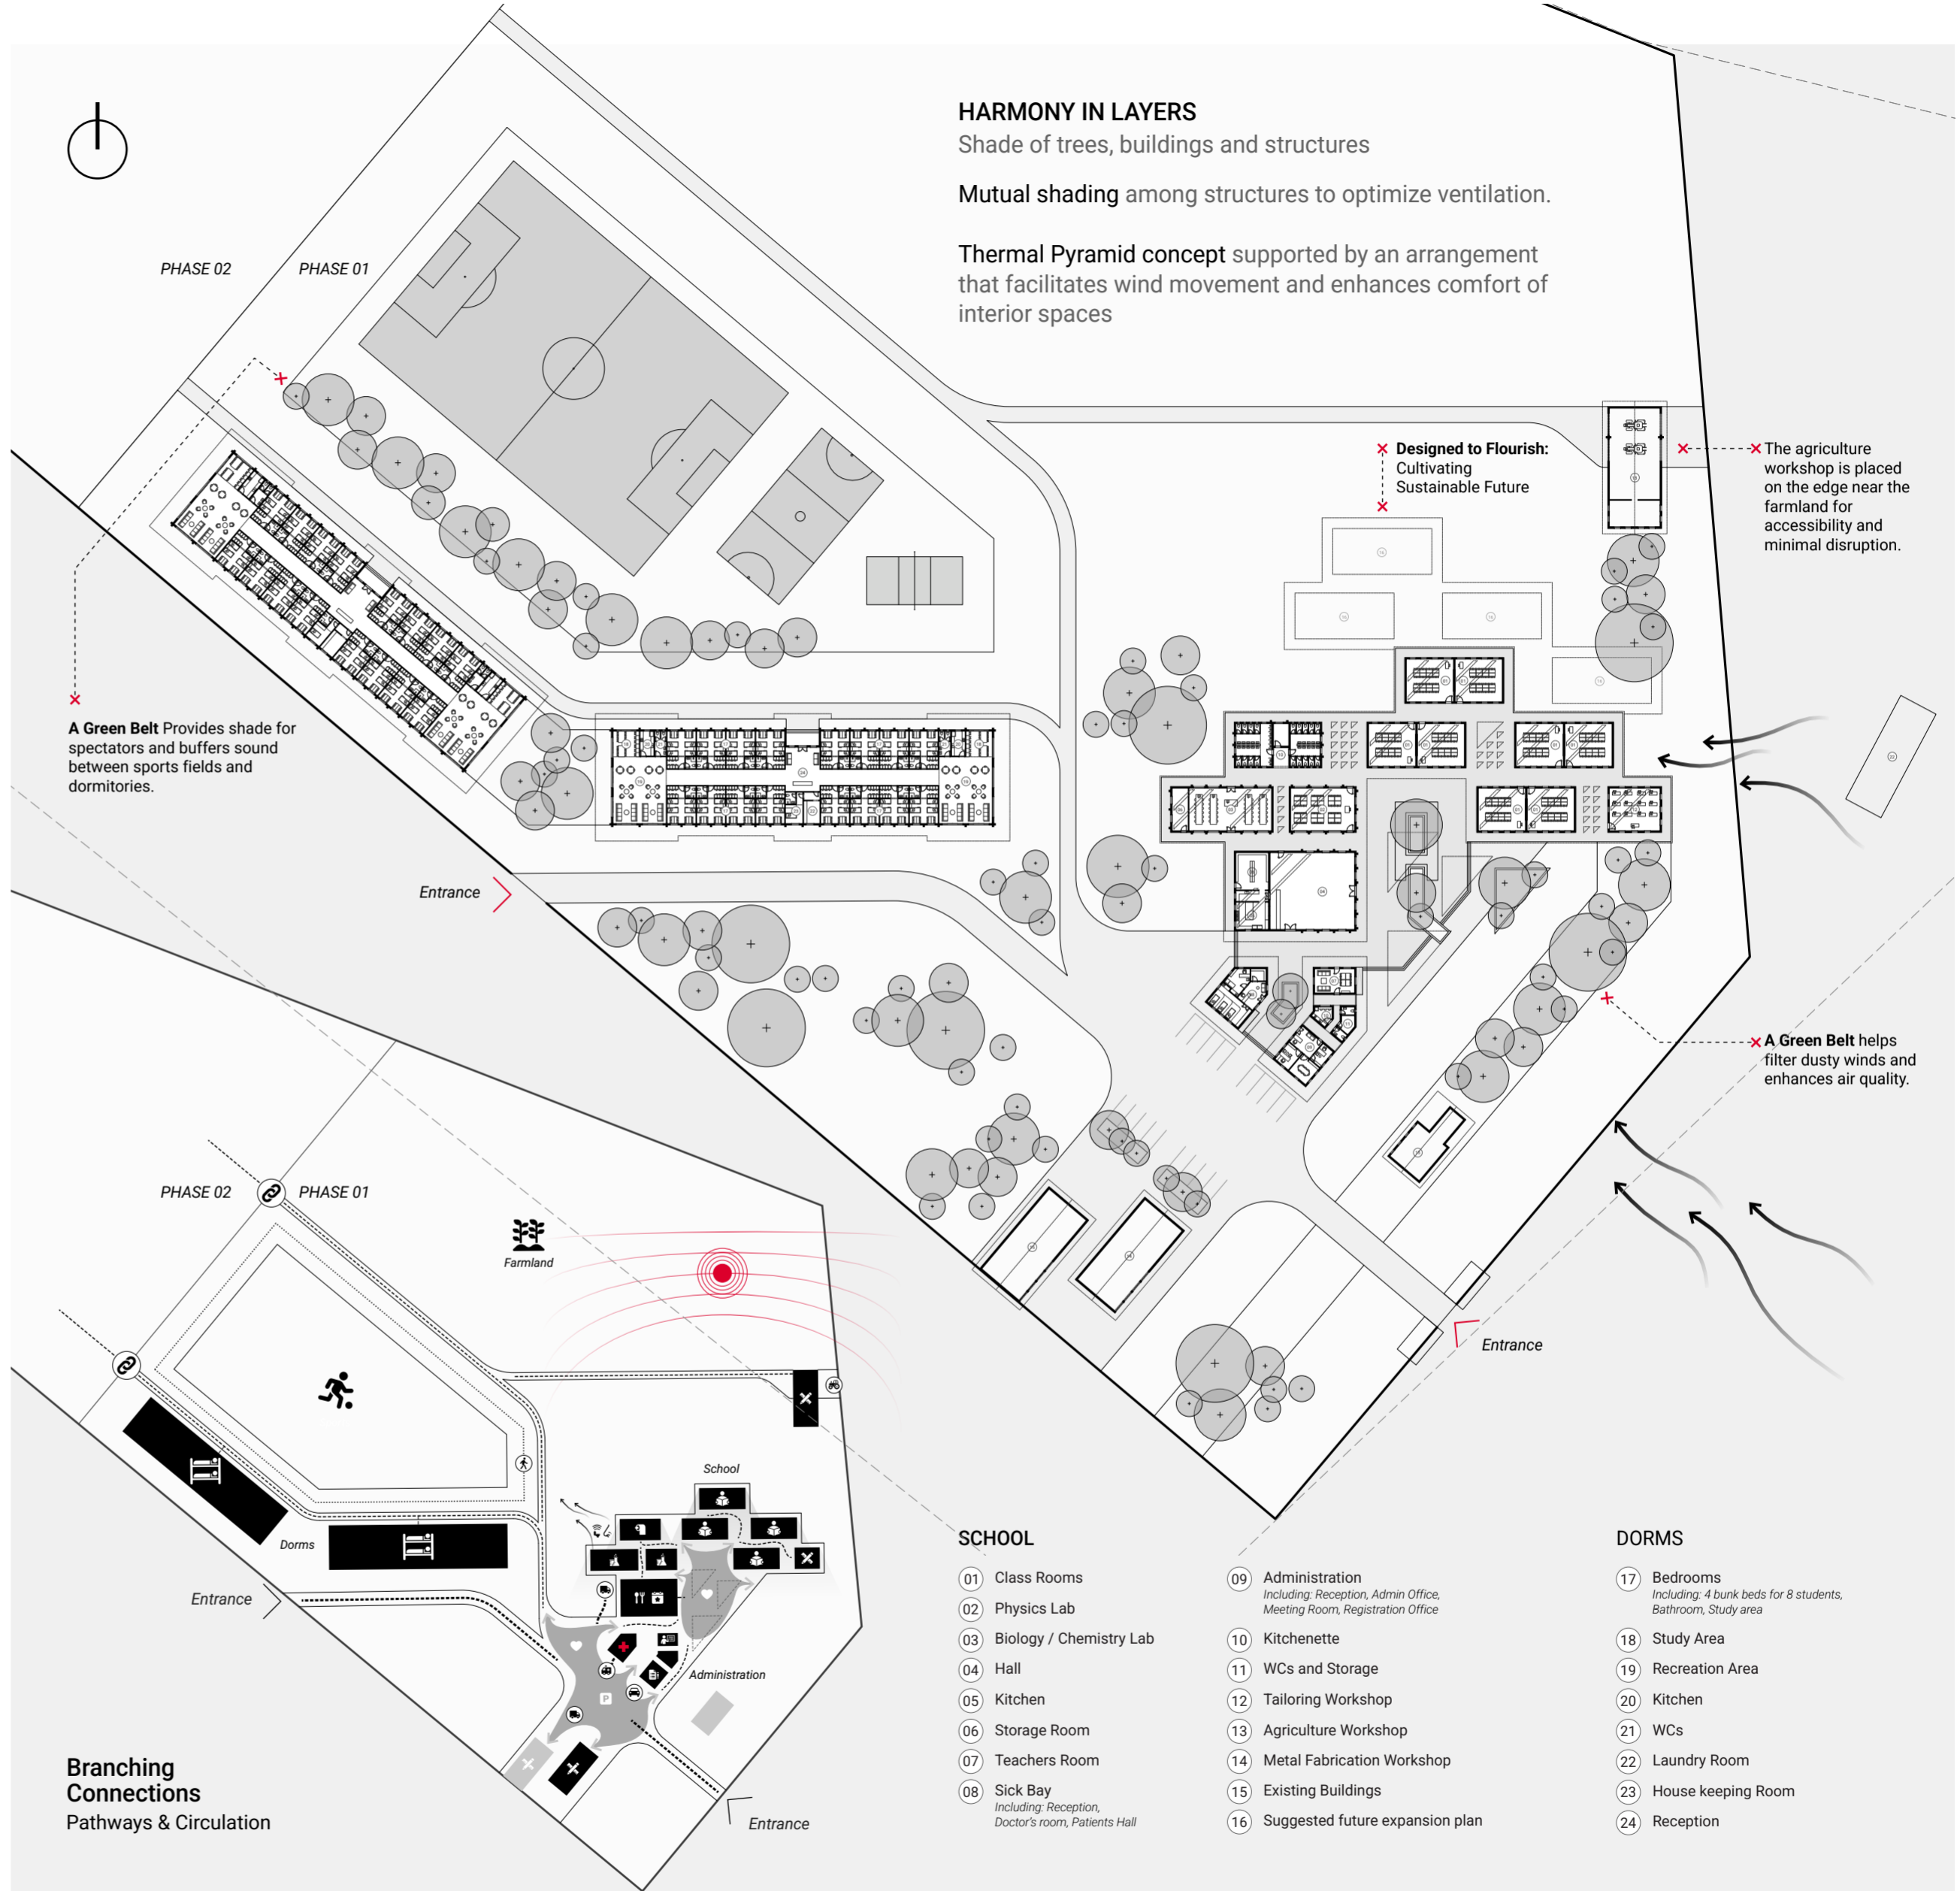 HARMONY IN LAYERS
Shade of trees, buildings and structures
Mutual shading among structures to optimize ventilation.
Thermal Pyramid concept supported by an arrangement
that facilitates wind movement and enhances comfort of
interior spaces
PHASE 02
PHASE 01
Designed to Flourish:
Cultivating
Sustainable Future
The agriculture
workshop is placed
on the edge near the
farmland for
accessibility and
minimal disruption.
A Green Belt Provides shade for
spectators and buffers sound
between sports fields and
dormitories.
Entrance
A Green Belt helps
filter dusty winds and
enhances air quality.
Entrance
PHASE 02
PHASE 01
Farmland
School
Dorms
Entrance
Administration
P
Entrance
Branching
Connections
Pathways & Circulation
SCHOOL
01 Class Rooms
02 Physics Lab
03 Biology / Chemistry Lab
04 Hall
05 Kitchen
06 Storage Room
07 Teachers Room
08 Sick Bay
Including: Reception,
Doctor's room, Patients Hall
09 Administration
Including: Reception, Admin Office,
Meeting Room, Registration Office
10 Kitchenette
11 WCs and Storage
12 Tailoring Workshop
13 Agriculture Workshop
14 Metal Fabrication Workshop
15 Existing Buildings
16 Suggested future expansion plan
DORMS
17 Bedrooms
Including: 4 bunk beds for 8 students,
Bathroom, Study area
18 Study Area
19 Recreation Area
20 Kitchen
21 WCs
22 Laundry Room
23 House keeping Room
24 Reception